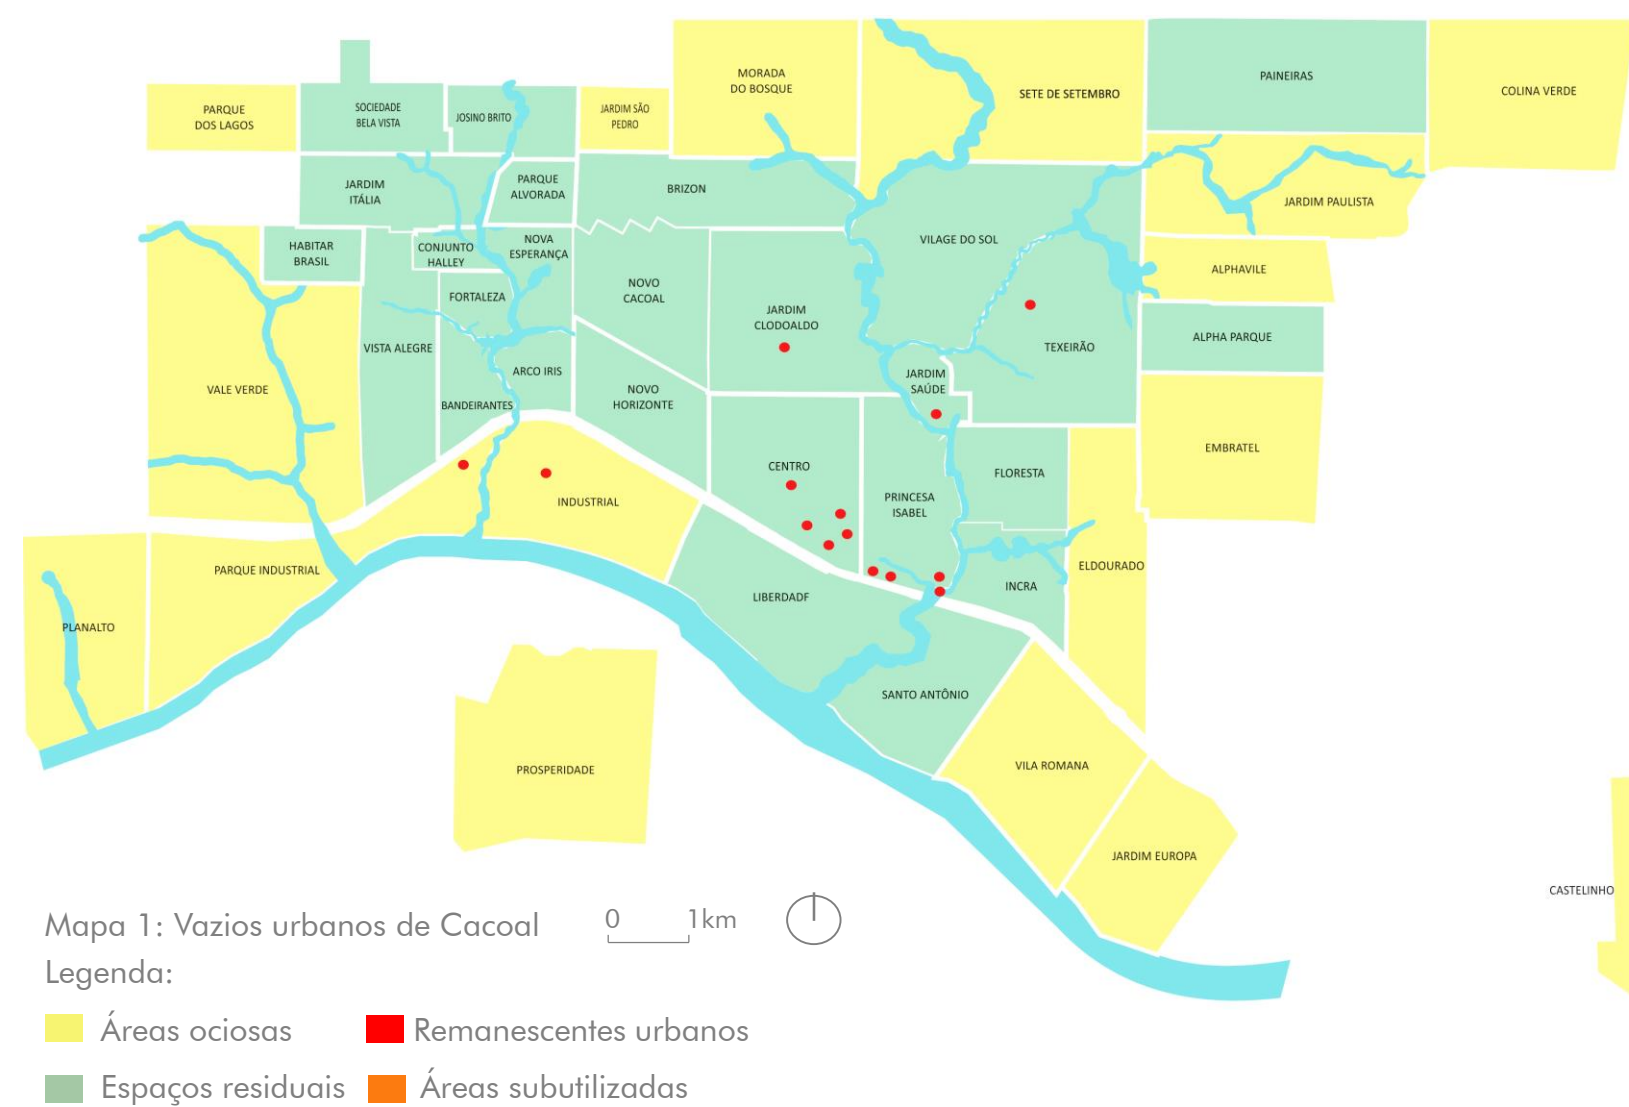 MORADA
DO BOSQUE
SETE DE SETEMBRO
PAINEIRAS
COLINA VERDE
PARQUE
DOS LAGOS
SOCIEDADE
BELA VISTA
JOSINO BRITO
JARDIM SÃO
PEDRO
JARDIM
ITÁLIA
PARQUE
ALVORADA
BRIZON
JARDIM PAULISTA
HABITAR
BRASIL
CONJUNTO
HALLEY
NOVA
ESPERANÇA
VILAGE DO SOL
ALPHAVILE
FORTALEZA
NOVO
CACOAL
JARDIM
CLODOALDO
TEXEIRÃO
ALPHA PARQUE
VISTA ALEGRE
ARCO IRIS
JARDIM
SAÚDE
VALE VERDE
BANDEIRANTES
NOVO
HORIZONTE
EMBRATEL
CENTRO
FLORESTA
INDUSTRIAL
PRINCESA
ISABEL
PARQUE INDUSTRIAL
ELDOURADO
INCRA
LIBERDADF
PLANALTO
SANTO ANTÔNIO
PROSPERIDADE
VILA ROMANA
JARDIM EUROPA
CASTELINHO
Mapa 1: Vazios urbanos de Cacoal
0 1km
Legenda:
Áreas ociosas
Remanescentes urbanos
Espaços residuais
Áreas subutilizadas